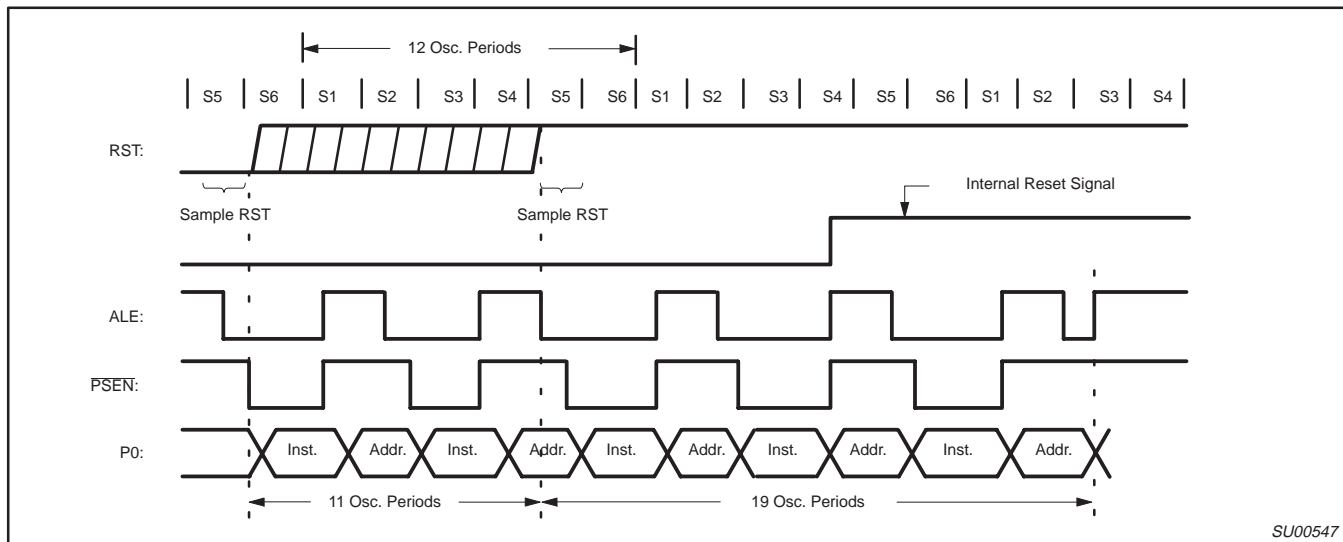 12 Osc. Periods
S5 S6 S1 S2 S3 S4 S5 S6 S1 S2 S3 S4 S5 S6 S1 S2 S3 S4
RST:
Internal Reset Signal
Sample RST Sample RST
ALE:
PSEN:
P0: Inst. Addr. Inst. Addr. Inst. Addr. Inst. Addr. Inst. Addr.
11 Osc. Periods 19 Osc. Periods
SU00547